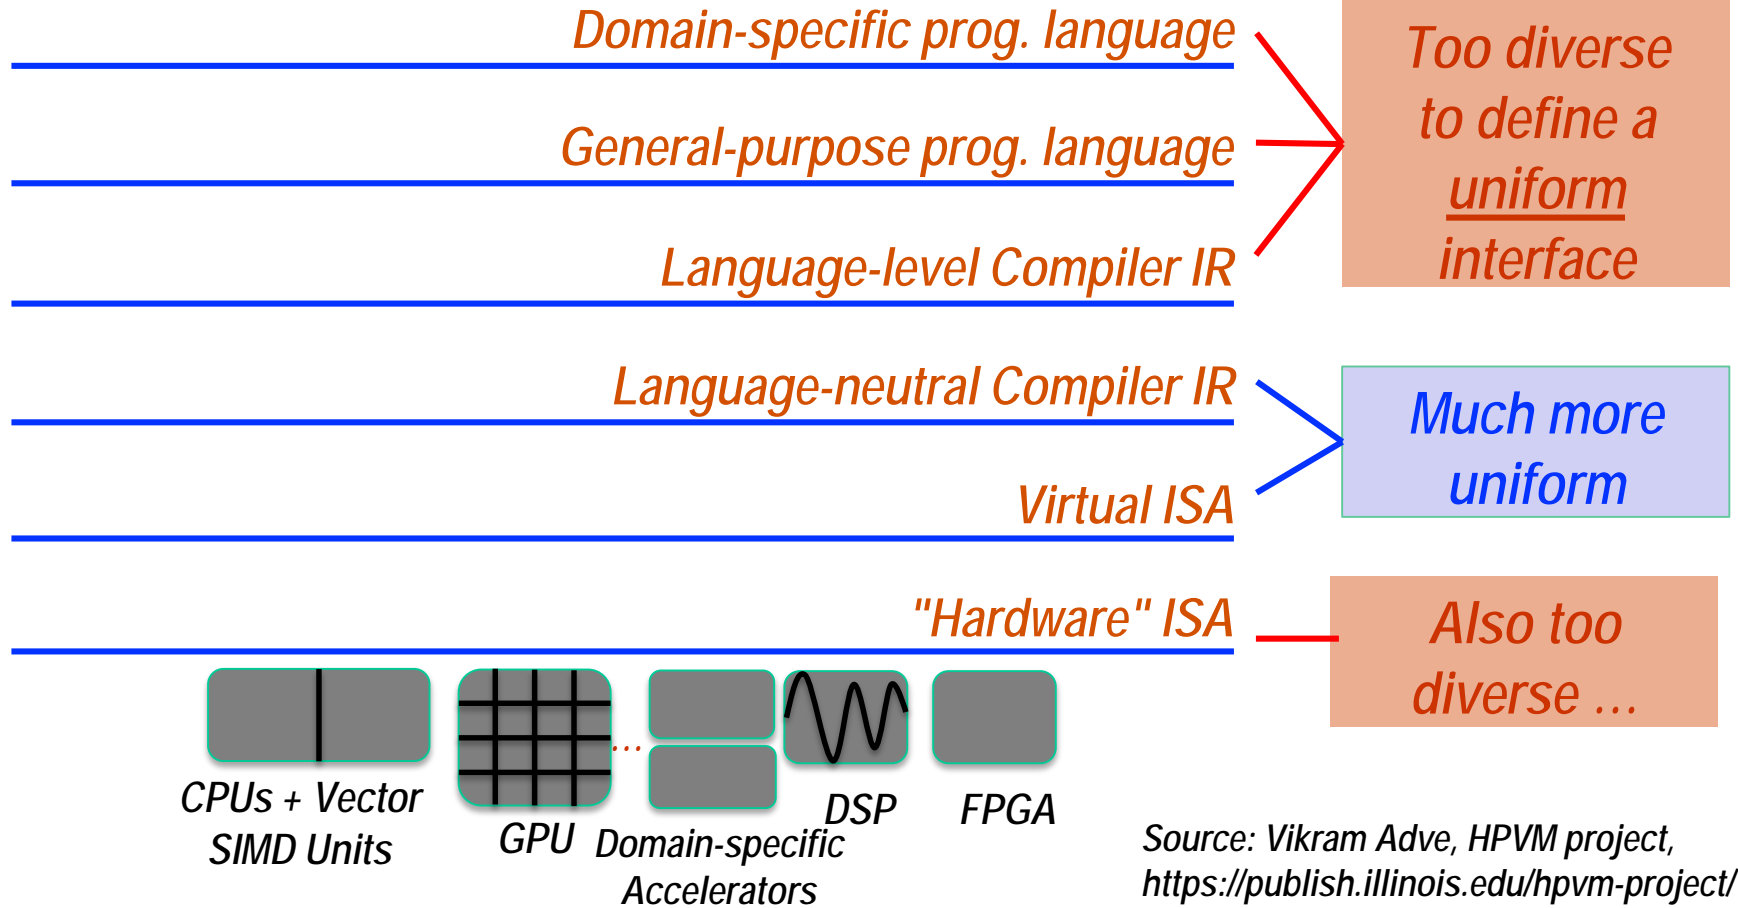 Domain-specific prog. language
Too diverse
to define a
uniform
interface
General-purpose prog. language
Language-level Compiler IR
Language-neutral Compiler IR
Much more
uniform
Virtual ISA
"Hardware" ISA
Also too
diverse …
…
CPUs + Vector
SIMD Units
GPU
Domain-specific
Accelerators
DSP
FPGA
Source: Vikram Adve, HPVM project,
https://publish.illinois.edu/hpvm-project/